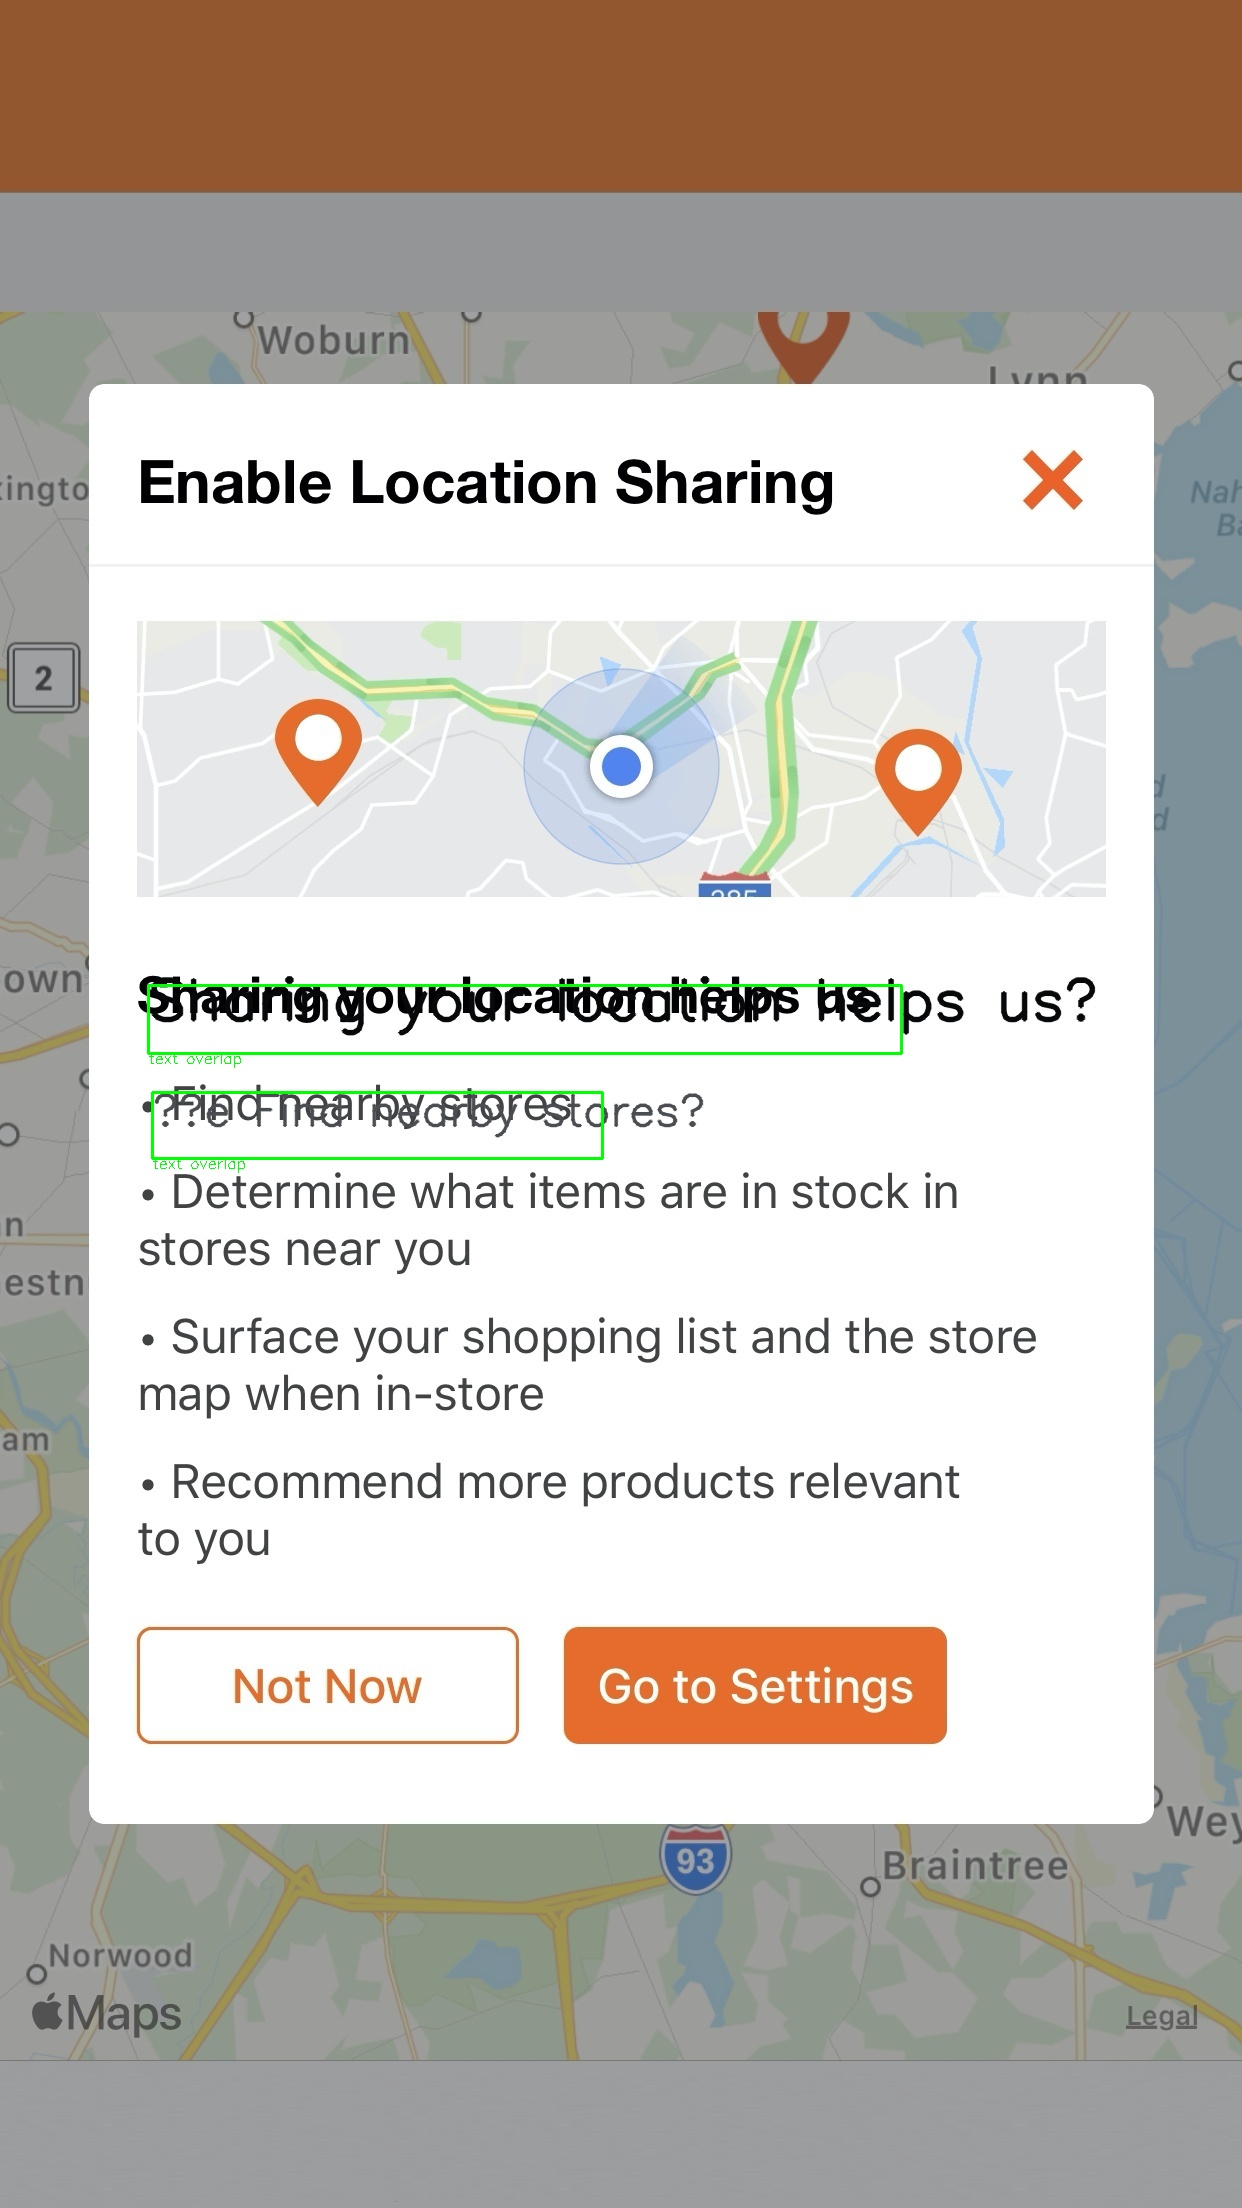 Woburn
Lynn
xingto
Nah
Ba
Enable Location Sharing
2
285
Sharing your location helps us
Sharing your location helps us?
text overlap
• Find nearby stores
??e Find nearby stores?
text overlap
• Determine what items are in stock in
stores near you
• Surface your shopping list and the store
map when in-store
• Recommend more products relevant
to you
own
n
estn
am
d
d
Not Now
Go to Settings
93
Wey
Braintree
Norwood
Maps
Legal